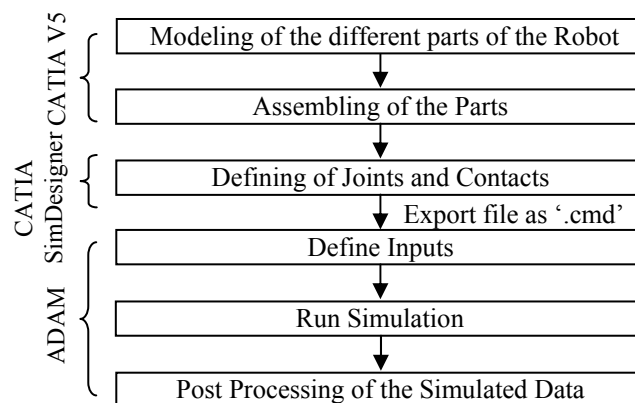 CATIA V5
Modeling of the different parts of the Robot
Assembling of the Parts
CATIA
SimDesigner
Defining of Joints and Contacts
Export file as ‘.cmd’
ADAM
Define Inputs
Run Simulation
Post Processing of the Simulated Data